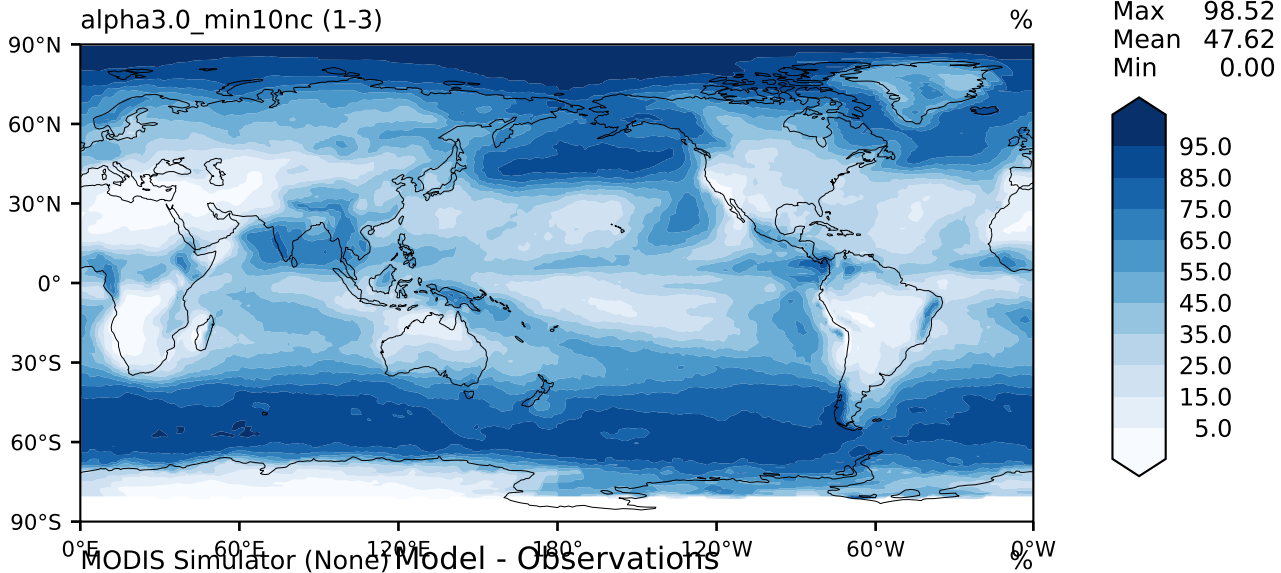 alpha3.0_min10nc (1-3) %
Max 98.52
Mean 47.62
Min 0.00
90°N
60°N
30°N
0°
30°S
60°S
90°S
95.0
85.0
75.0
65.0
55.0
45.0
35.0
25.0
15.0
5.0
0°E 60°E 120°E 180° 120°W 60°W 0°W
MODIS Simulator (None) Model - Observations %